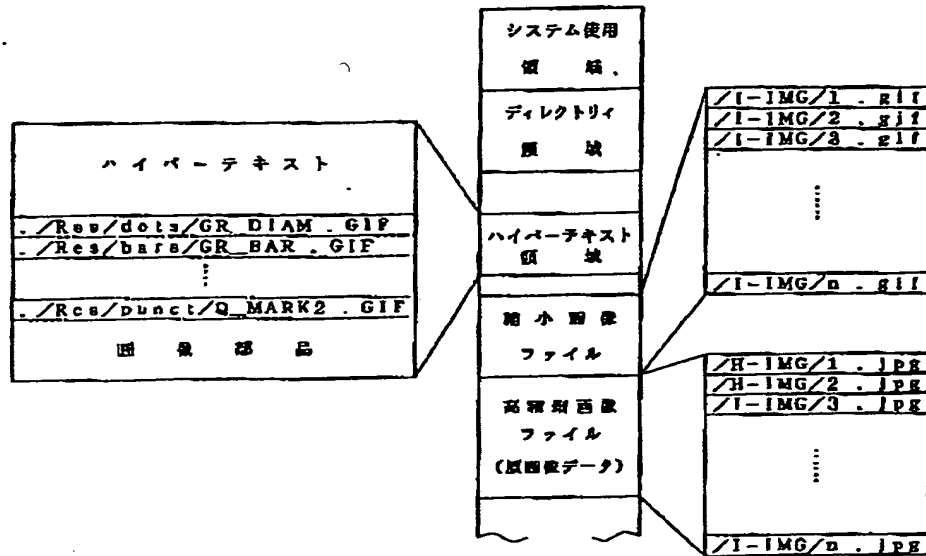 システム使用
領域
ディレクトリィ
領域
ハイパーテキスト
領域
縮小画像
ファイル
高精細画像
ファイル
(原画像データ)
ハイパーテキスト
./Res/dots/GR_DIAM.GIF
./Res/bars/GR_BAR.GIF
./Res/punct/Q_MARK2.GIF
画像部品
/I-IMG/1.gif
/I-IMG/2.gif
/I-IMG/3.gif
/I-IMG/n.gif
/H-IMG/1.jpg
/H-IMG/2.jpg
/I-IMG/3.jpg
/I-IMG/n.jpg